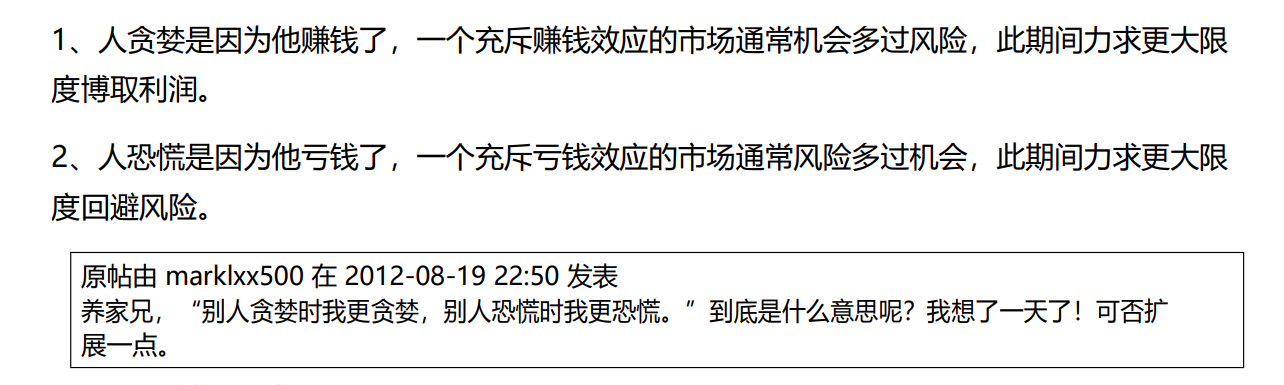 1、人贪婪是因为他赚钱了，一个充斥赚钱效应的市场通常机会多过风险，此期间力求更大限
度博取利润。
2、人恐慌是因为他亏钱了，一个充斥亏钱效应的市场通常风险多过机会，此期间力求更大限
度回避风险。
原帖由 marklxx500 在 2012-08-19 22:50 发表
养家兄，“别人贪婪时我更贪婪，别人恐慌时我更恐慌。”到底是什么意思呢？我想了一天了！可否扩
展一点。